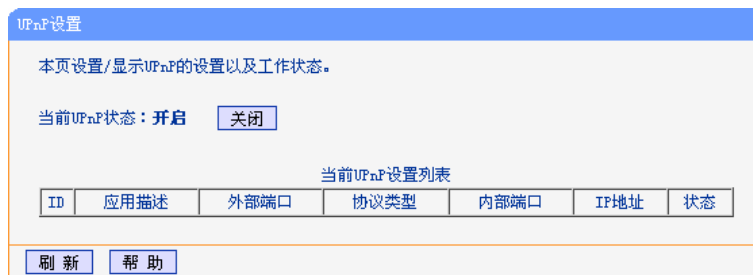 UPnP设置
本页设置/显示UPnP的设置以及工作状态。
当前UPnP状态：开启 关闭
当前UPnP设置列表
ID 应用描述 外部端口 协议类型 内部端口 IP地址 状态
刷 新 帮 助